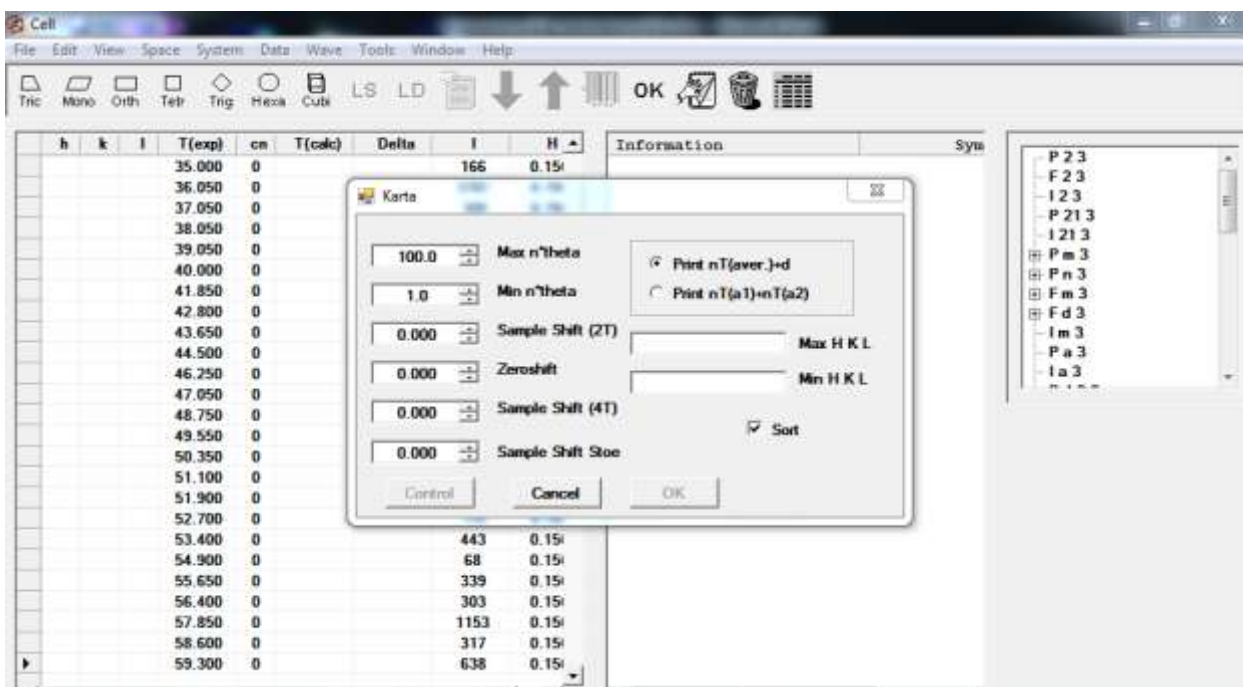 Cell
File Edit View Space System Data Wave Tools Window Help
Tric Mono Orth Tetr Trig Hexa Cubi LS LD OK
h k l T(exp) cn T(calc) Delta I H
35.000 0 166 0.15
36.050 0
37.050 0
38.050 0
39.050 0
40.000 0
41.850 0
42.800 0
43.650 0
44.500 0
46.250 0
47.050 0
48.750 0
49.550 0
50.350 0
51.100 0
51.900 0
52.700 0
53.400 0 443 0.15
54.900 0 68 0.15
55.650 0 339 0.15
56.400 0 303 0.15
57.850 0 1153 0.15
58.600 0 317 0.15
59.300 0 638 0.15
Karta
100.0 Max n*theta
1.0 Min n*theta
0.000 Sample Shift (2T)
0.000 Zeroshift
0.000 Sample Shift (4T)
0.000 Sample Shift Stoe
Print nT(aver.)+d
Print nT(a1)+nT(a2)
Max H K L
Min H K L
Sort
Control Cancel OK
Information Sym
P 2 3
F 2 3
I 2 3
P 21 3
I 21 3
P m 3
P n 3
F m 3
F d 3
I m 3
P a 3
I a 3